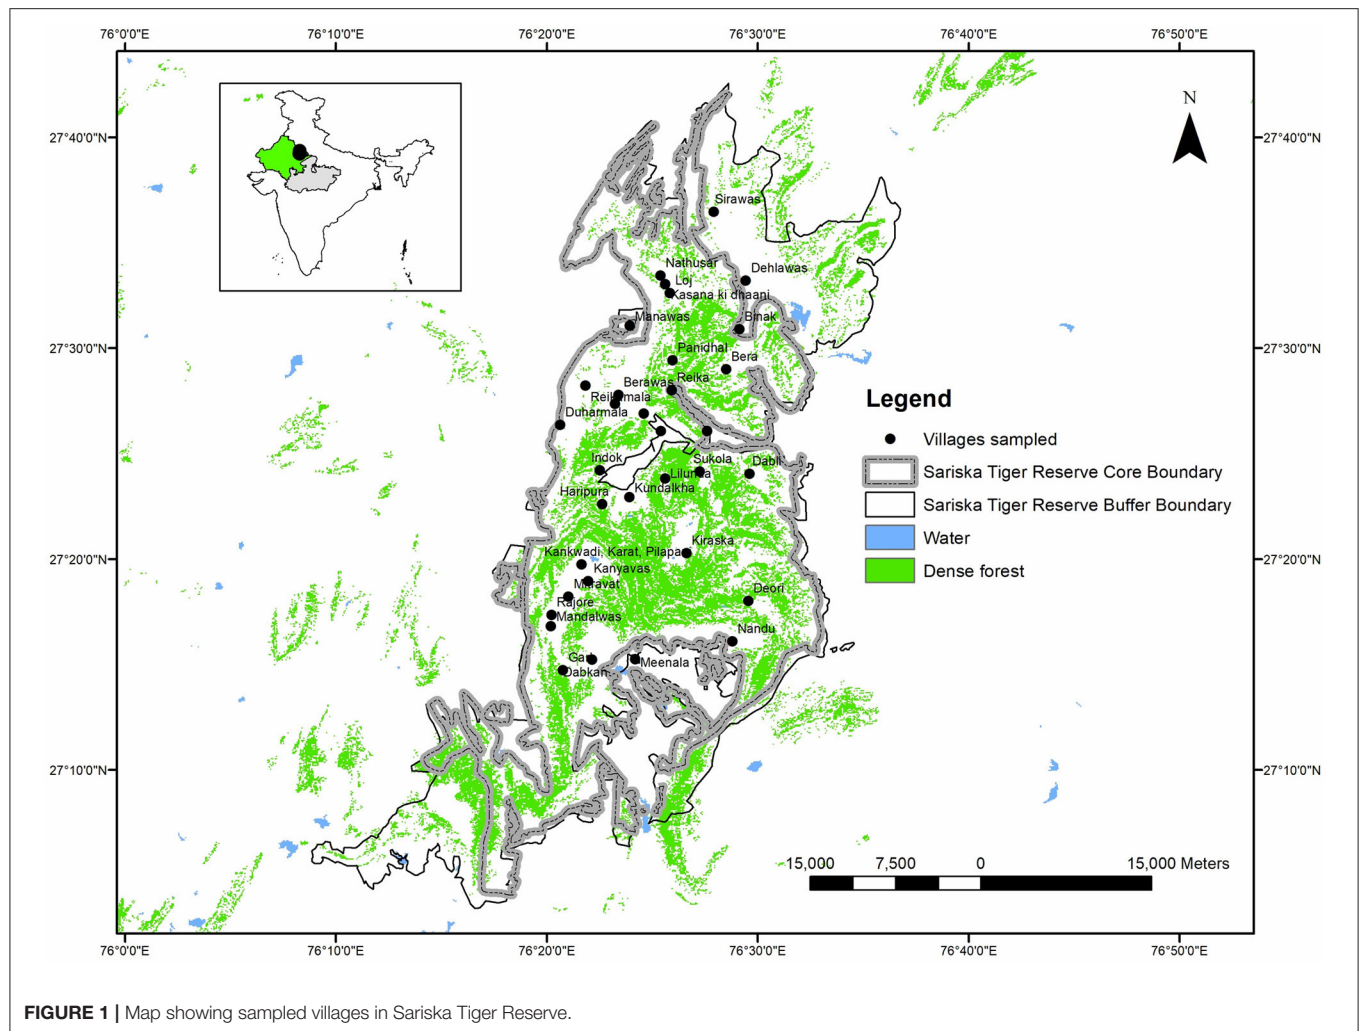 76°0'0"E 76°10'0"E 76°20'0"E 76°30'0"E 76°40'0"E 76°50'0"E
N
27°40'0"N 27°40'0"N
Sirawas
Nathusar
Dehlawas
Loj
Kasana ki dhaani
Manawas
Binak
27°30'0"N 27°30'0"N
Panidhal
Bera
Reika
Berawas
Reikamala
Duharmala
Legend
Villages sampled
Sariska Tiger Reserve Core Boundary
Sariska Tiger Reserve Buffer Boundary
Water
Dense forest
Indok
Sukola
Dabli
Lilunda
Haripura
Kundalkha
Kiraska
27°20'0"N 27°20'0"N
Kankwadi, Karat, Pilapa
Kanyavas
Mitravat
Deori
Rajore
Mandalwas
Nandu
Meenala
Dabkan
27°10'0"N 27°10'0"N
15,000 7,500 0 15,000 Meters
76°0'0"E 76°10'0"E 76°20'0"E 76°30'0"E 76°40'0"E 76°50'0"E
FIGURE 1 | Map showing sampled villages in Sariska Tiger Reserve.